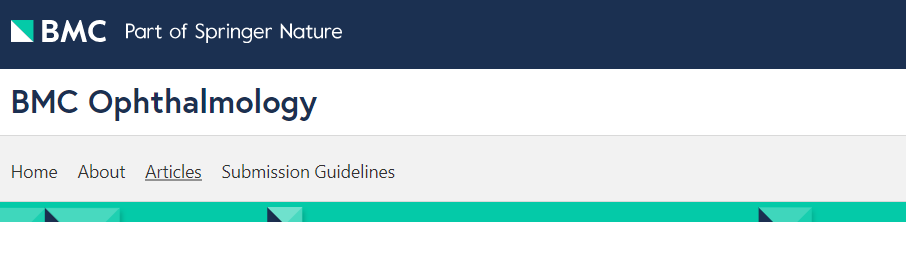 BMC Part of Springer Nature
BMC Ophthalmology
Home About Articles Submission Guidelines